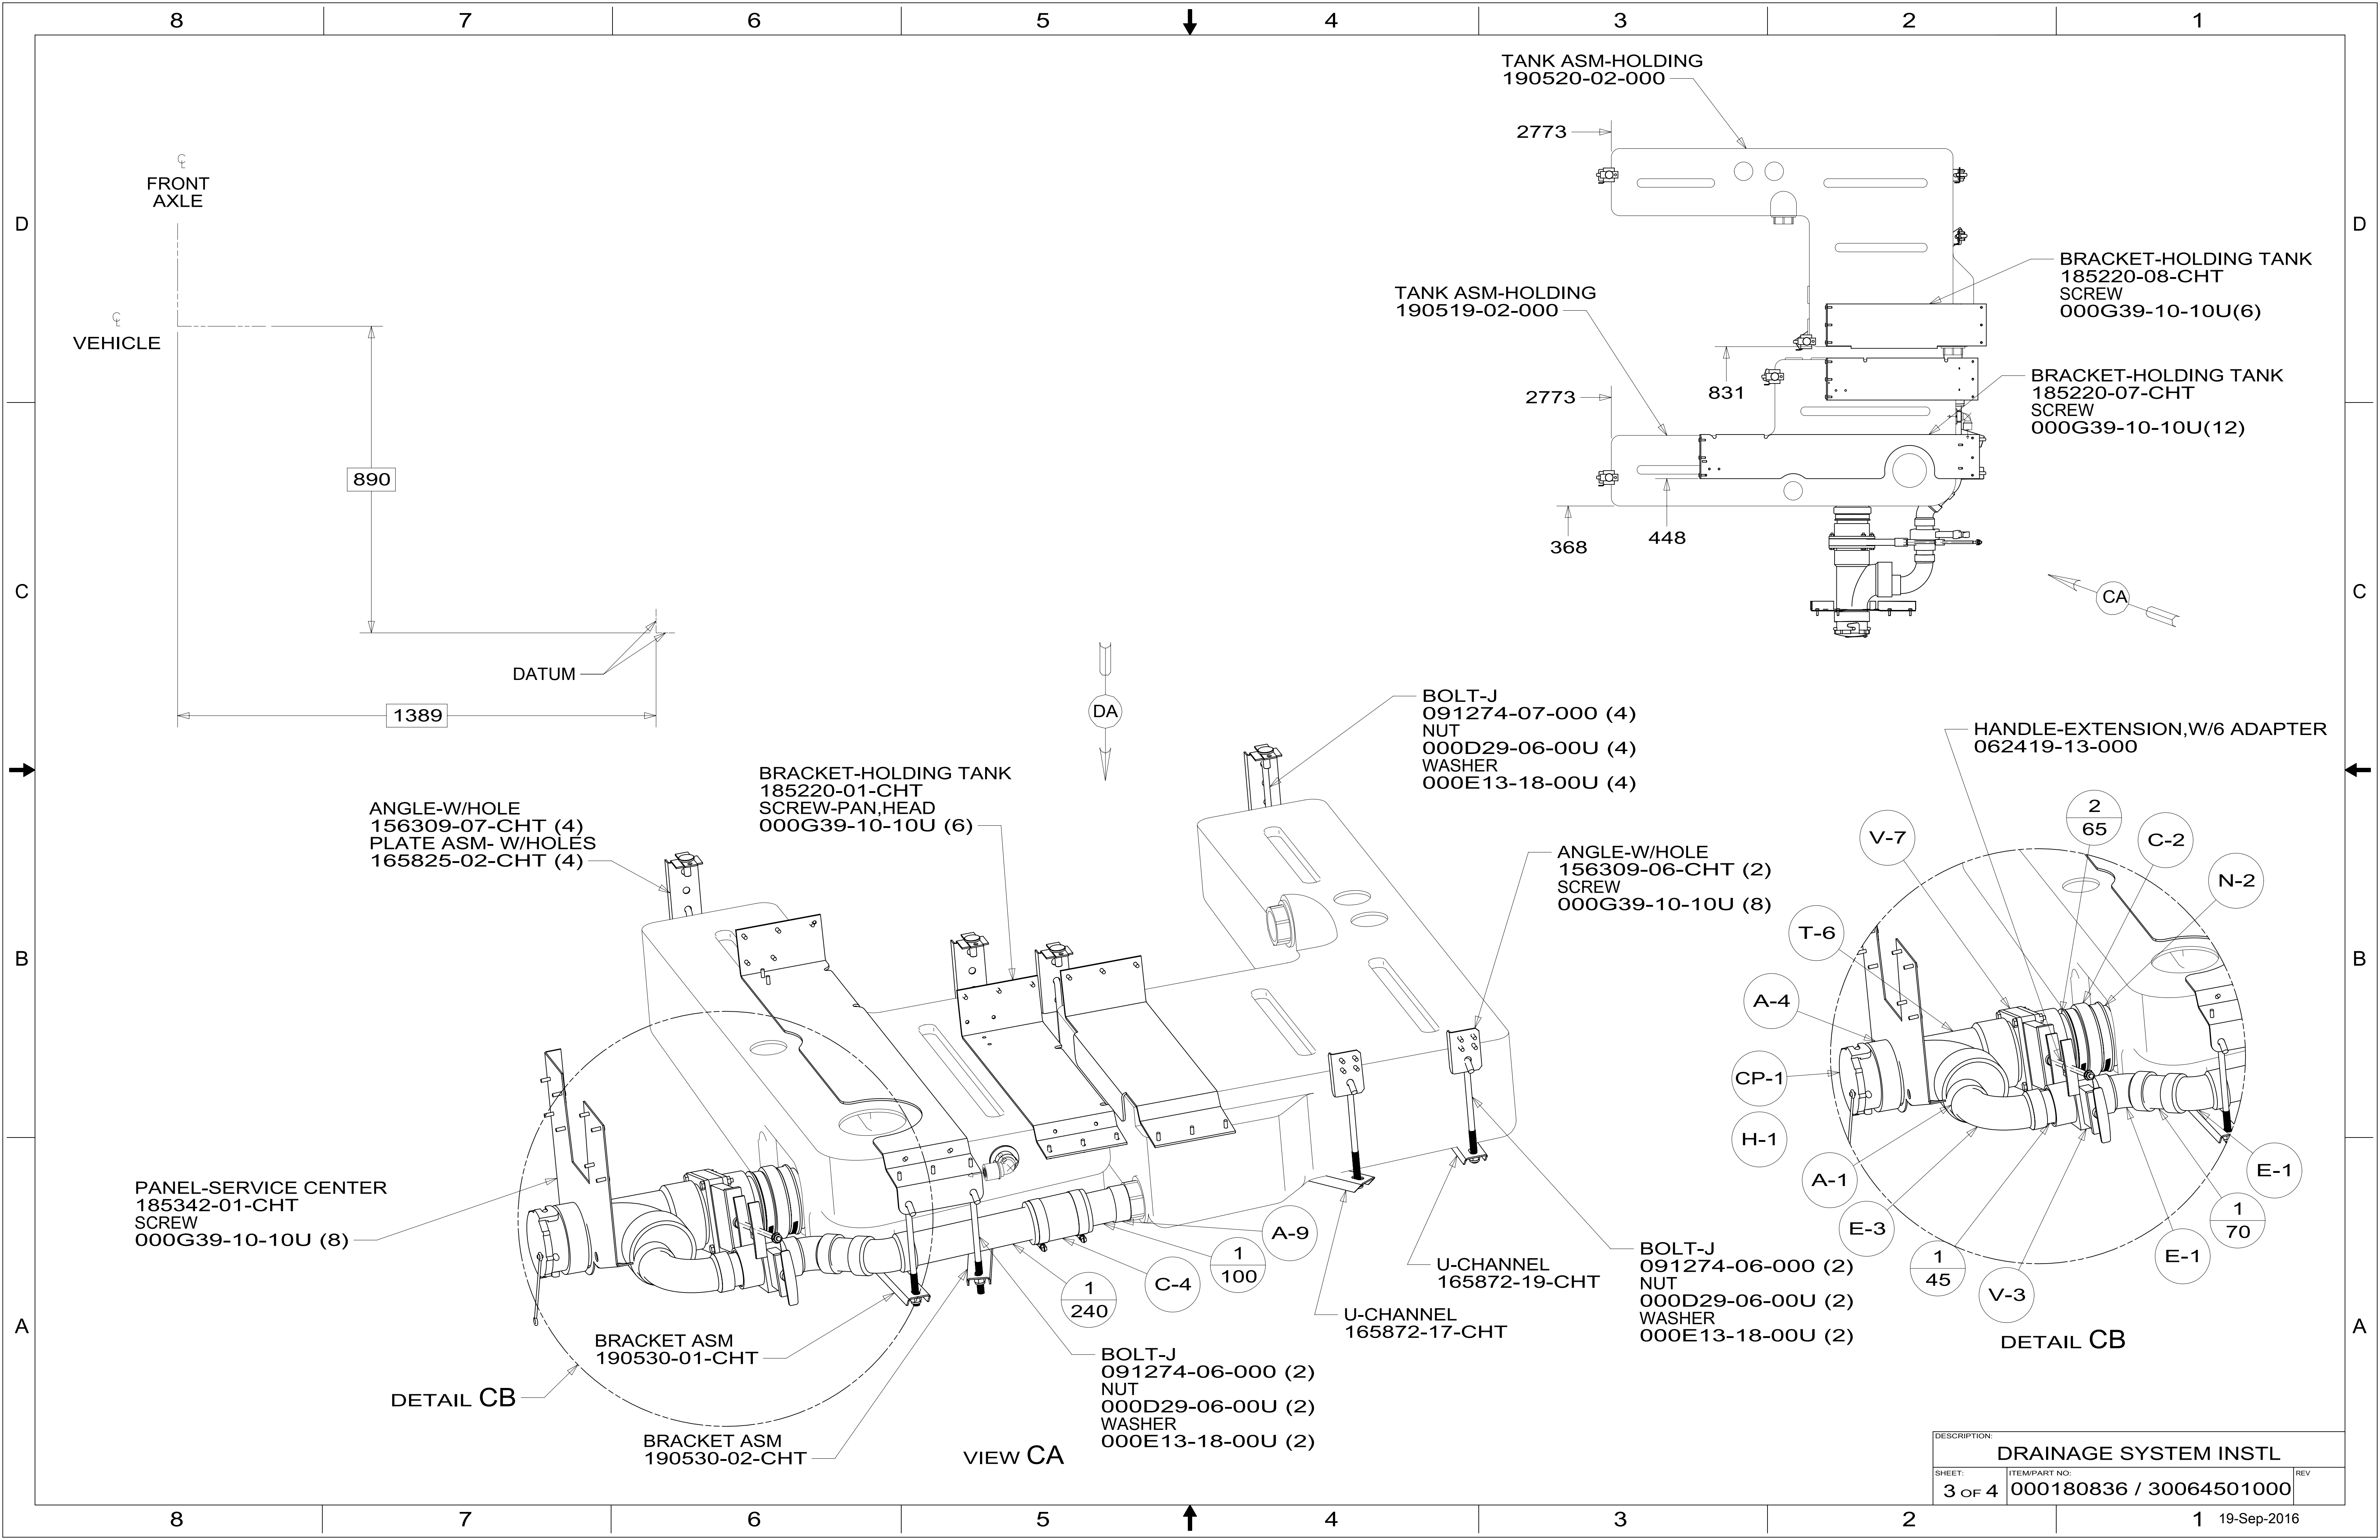 8 7 6 5 4 3 2 1
D
D
C
C
B
B
A
A
℄
FRONT
AXLE
℄
VEHICLE
890
DATUM
1389
TANK ASM-HOLDING
190520-02-000
2773
BRACKET-HOLDING TANK
185220-08-CHT
SCREW
000G39-10-10U(6)
TANK ASM-HOLDING
190519-02-000
831
2773
BRACKET-HOLDING TANK
185220-07-CHT
SCREW
000G39-10-10U(12)
368
448
CA
DA
BOLT-J
091274-07-000 (4)
NUT
000D29-06-00U (4)
WASHER
000E13-18-00U (4)
BRACKET-HOLDING TANK
185220-01-CHT
SCREW-PAN,HEAD
000G39-10-10U (6)
ANGLE-W/HOLE
156309-07-CHT (4)
PLATE ASM- W/HOLES
165825-02-CHT (4)
ANGLE-W/HOLE
156309-06-CHT (2)
SCREW
000G39-10-10U (8)
PANEL-SERVICE CENTER
185342-01-CHT
SCREW
000G39-10-10U (8)
A-9
1
100
C-4
1
240
U-CHANNEL
165872-19-CHT
U-CHANNEL
165872-17-CHT
BOLT-J
091274-06-000 (2)
NUT
000D29-06-00U (2)
WASHER
000E13-18-00U (2)
BRACKET ASM
190530-01-CHT
BOLT-J
091274-06-000 (2)
NUT
000D29-06-00U (2)
WASHER
000E13-18-00U (2)
DETAIL CB
BRACKET ASM
190530-02-CHT
VIEW CA
HANDLE-EXTENSION,W/6 ADAPTER
062419-13-000
2
65
V-7
C-2
N-2
T-6
A-4
CP-1
H-1
A-1
E-3
1
45
V-3
E-1
1
70
E-1
DETAIL CB
DESCRIPTION:
DRAINAGE SYSTEM INSTL
SHEET:
3 OF 4
ITEM/PART NO:
000180836 / 30064501000
REV
8 7 6 5 4 3 2 1
19-Sep-2016